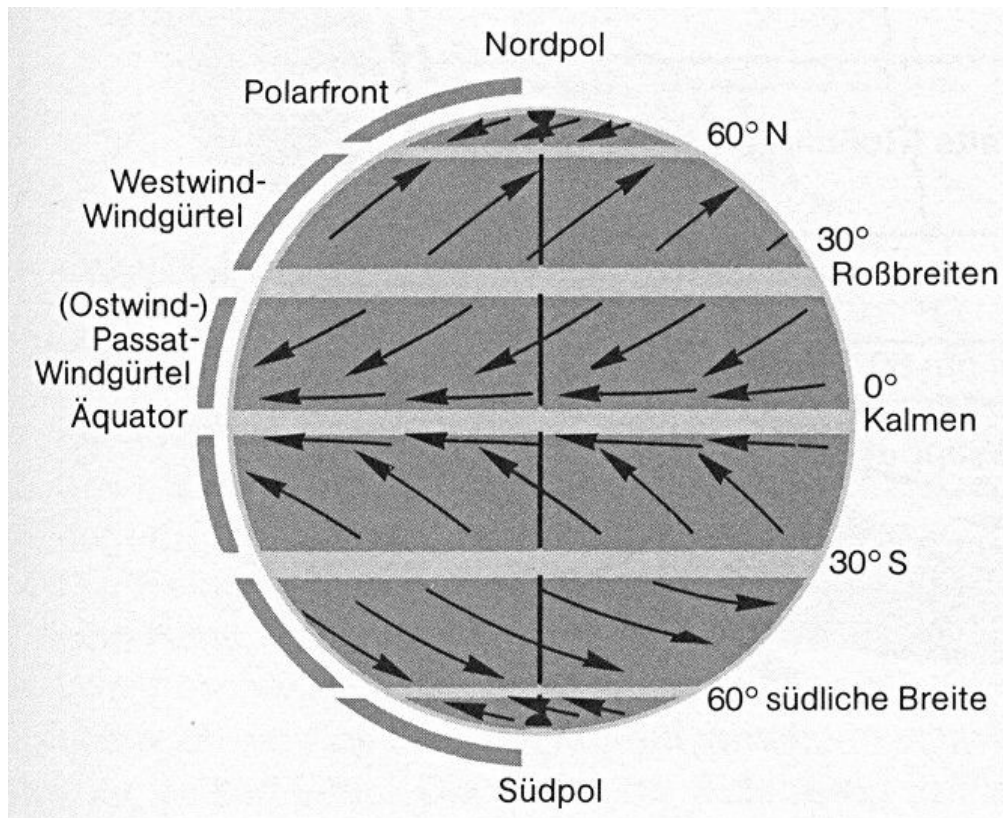 Nordpol
Polarfront
60° N
Westwind-
Windgürtel
30°
Roßbreiten
(Ostwind-)
Passat-
Windgürtel
0°
Äquator
Kalmen
30° S
60° südliche Breite
Südpol